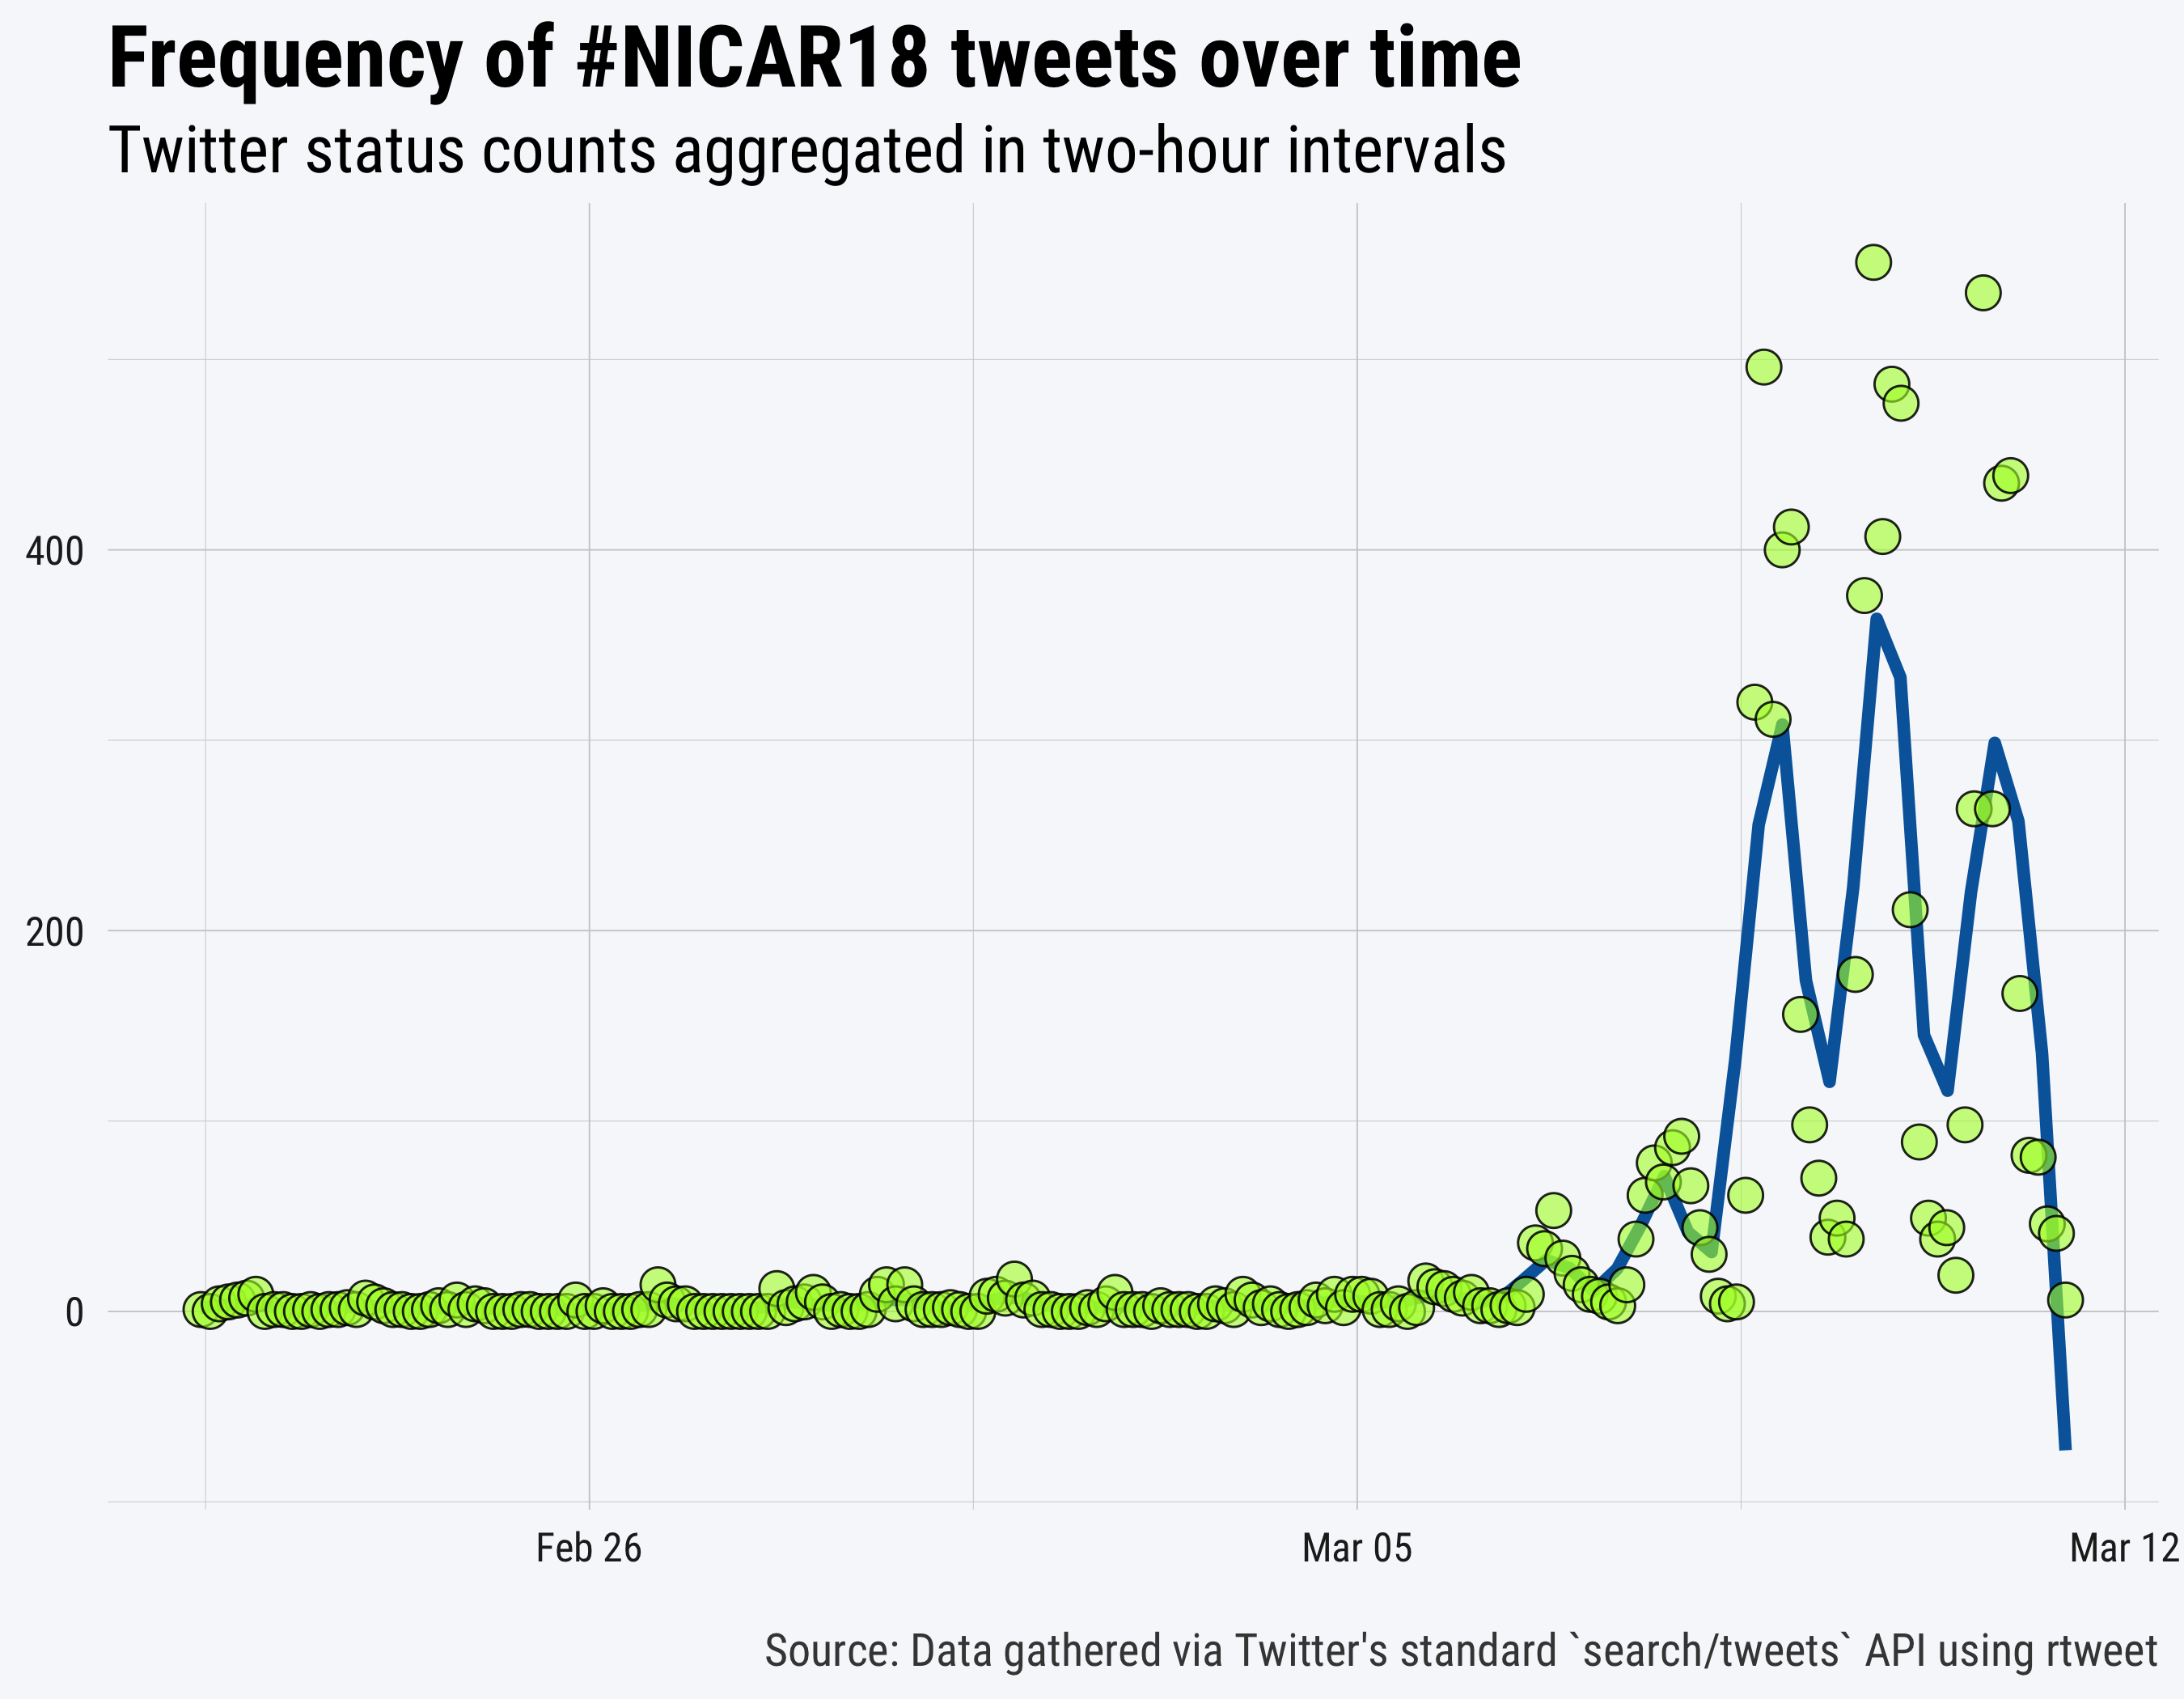 Frequency of #NICAR18 tweets over time
Twitter status counts aggregated in two-hour intervals
400
200
0
Feb 26
Mar 05
Mar 12
Source: Data gathered via Twitter's standard `search/tweets` API using rtweet